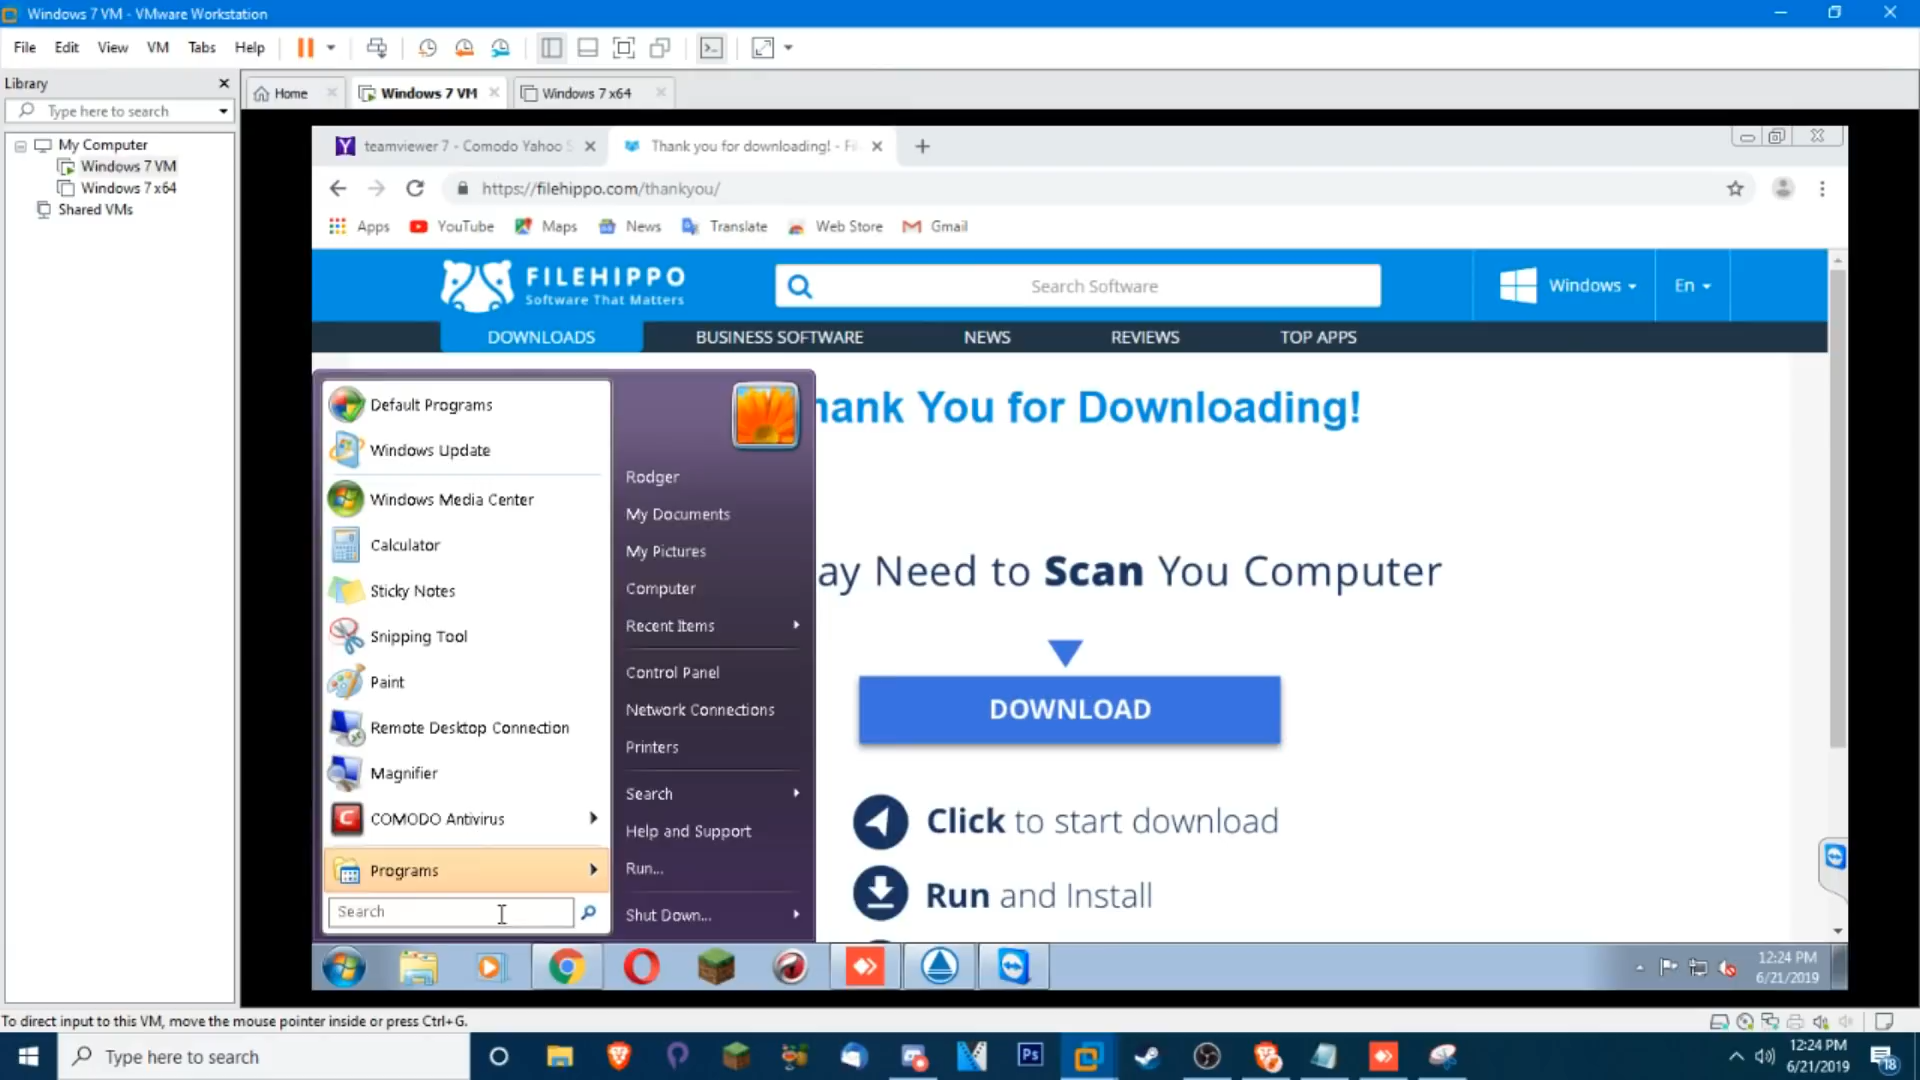 Windows 7 VM - VMware Workstation
File Edit View VM Tabs Help
Library
Type here to search
My Computer
Windows 7 VM
Windows 7 x64
Shared VMs
Home
Windows 7 VM
Windows 7 x64
teamviewer 7 - Comodo Yahoo S
Thank you for downloading! - Fil
https://filehippo.com/thankyou/
Apps YouTube Maps News Translate Web Store Gmail
FILEHIPPO
Software That Matters
Search Software
Windows
En
DOWNLOADS BUSINESS SOFTWARE NEWS REVIEWS TOP APPS
hank You for Downloading!
ay Need to Scan You Computer
DOWNLOAD
Click to start download
Run and Install
Default Programs
Windows Update
Windows Media Center
Calculator
Sticky Notes
Snipping Tool
Paint
Remote Desktop Connection
Magnifier
COMODO Antivirus
Programs
Search
Rodger
My Documents
My Pictures
Computer
Recent Items
Control Panel
Network Connections
Printers
Search
Help and Support
Run...
Shut Down...
12:24 PM
6/21/2019
To direct input to this VM, move the mouse pointer inside or press Ctrl+G.
Type here to search
Ps
12:24 PM
6/21/2019
18